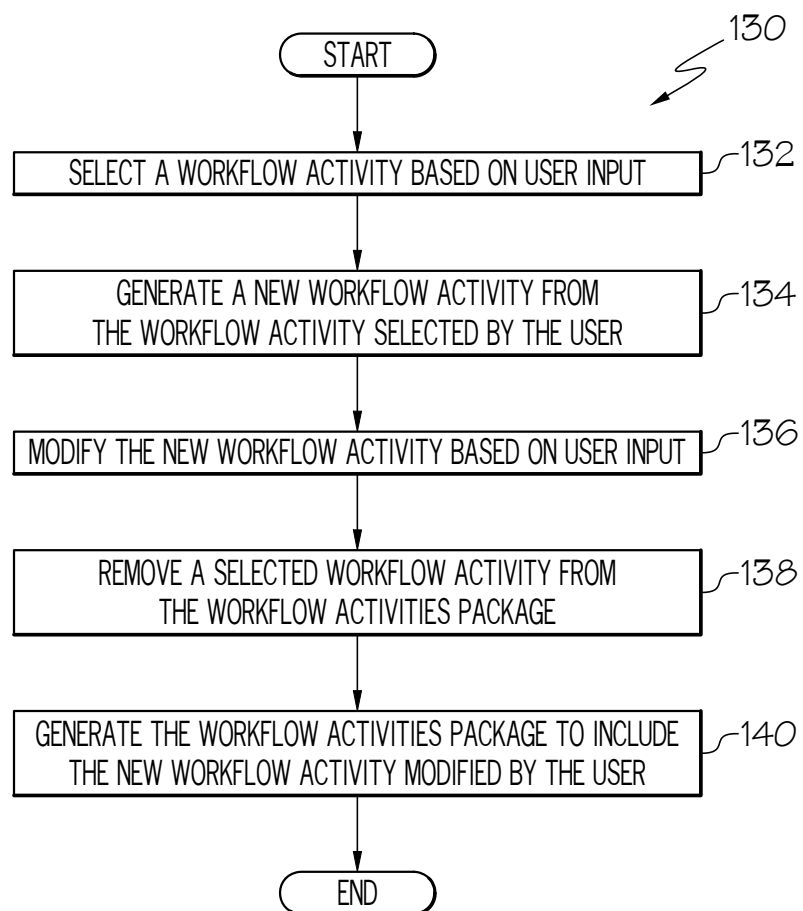 START
130
SELECT A WORKFLOW ACTIVITY BASED ON USER INPUT
132
GENERATE A NEW WORKFLOW ACTIVITY FROM
THE WORKFLOW ACTIVITY SELECTED BY THE USER
134
MODIFY THE NEW WORKFLOW ACTIVITY BASED ON USER INPUT
136
REMOVE A SELECTED WORKFLOW ACTIVITY FROM
THE WORKFLOW ACTIVITIES PACKAGE
138
GENERATE THE WORKFLOW ACTIVITIES PACKAGE TO INCLUDE
THE NEW WORKFLOW ACTIVITY MODIFIED BY THE USER
140
END